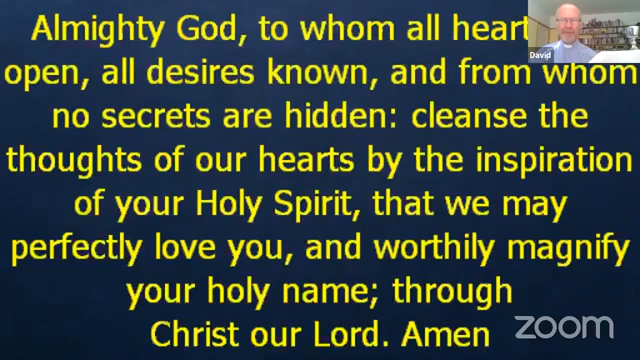 Almighty God, to whom all heart
open, all desires known, and from whom
no secrets are hidden: cleanse the
thoughts of our hearts by the inspiration
of your Holy Spirit, that we may
perfectly love you, and worthily magnify
your holy name; through
Christ our Lord. Amen
David
zoom